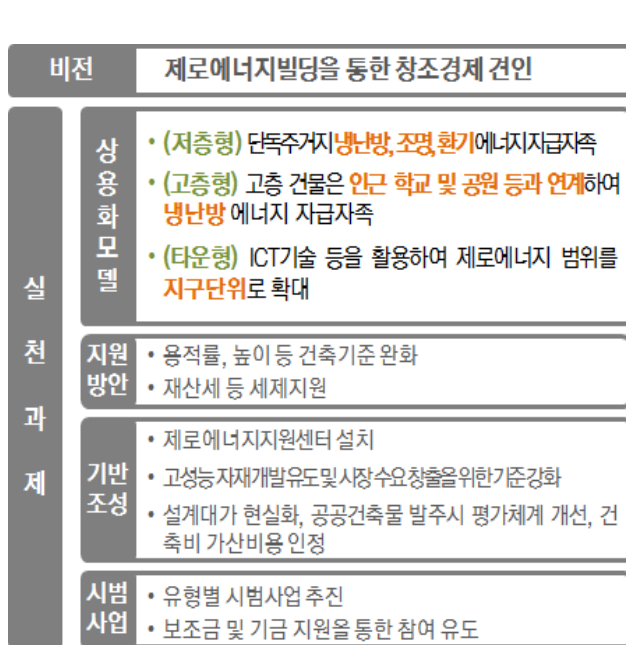 비전
제로에너지빌딩을 통한 창조경제 견인
실천과제
상용화모델
• (저층형) 단독주거지 냉난방, 조명, 환기에너지 자급자족
• (고층형) 고층 건물은 인근 학교 및 공원 등과 연계하여
냉난방 에너지 자급자족
• (타운형) ICT기술 등을 활용하여 제로에너지 범위를
지구단위로 확대
지원
방안
• 용적률, 높이 등 건축기준 완화
• 재산세 등 세제지원
기반
조성
• 제로에너지지원센터 설치
• 고성능 자재개발 유도 및 시장 수요 창출올 위한 기준 강화
• 설계대가 현실화, 공공건축물 발주시 평가체계 개선, 건
축비 가산비용 인정
시범
사업
• 유형별 시범사업 추진
• 보조금 및 기금 지원올 통한 참여 유도